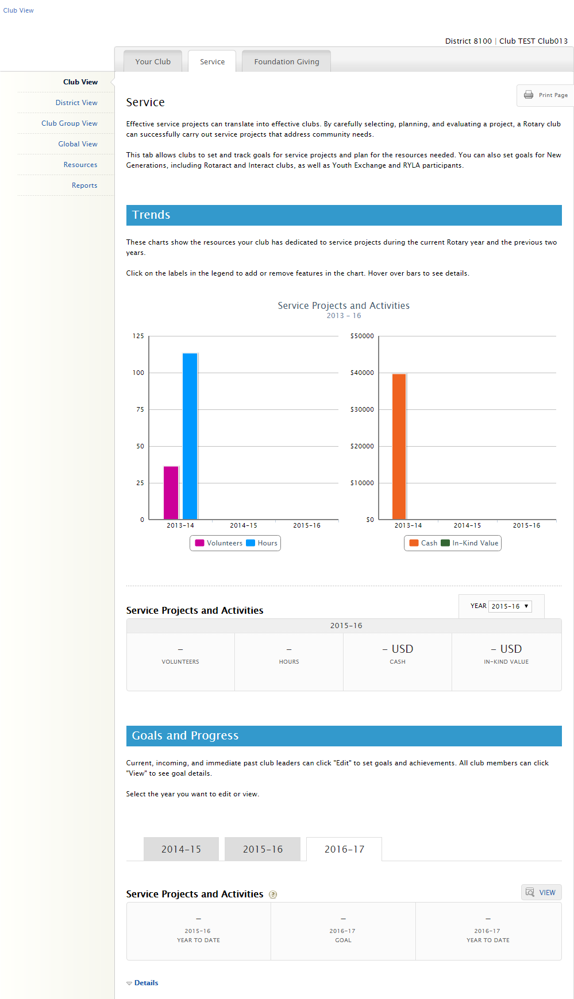 Club View
District 8100 | Club TEST Club013
Your Club
Service
Foundation Giving
Club View
District View
Club Group View
Global View
Resources
Reports
Print Page
Service
Effective service projects can translate into effective clubs. By carefully selecting, planning, and evaluating a project, a Rotary club
can successfully carry out service projects that address community needs.
This tab allows clubs to set and track goals for service projects and plan for the resources needed. You can also set goals for New
Generations, including Rotaract and Interact clubs, as well as Youth Exchange and RYLA participants.
Trends
These charts show the resources your club has dedicated to service projects during the current Rotary year and the previous two
years.
Click on the labels in the legend to add or remove features in the chart. Hover over bars to see details.
Service Projects and Activities
2013 - 16
125
100
75
50
25
0
2013-14 2014-15 2015-16
Volunteers Hours
$50000
$40000
$30000
$20000
$10000
$0
2013-14 2014-15 2015-16
Cash In-Kind Value
Service Projects and Activities
YEAR 2015-16
2015-16
–
VOLUNTEERS
–
HOURS
– USD
CASH
– USD
IN-KIND VALUE
Goals and Progress
Current, incoming, and immediate past club leaders can click "Edit" to set goals and achievements. All club members can click
"View" to see goal details.
Select the year you want to edit or view.
2014-15
2015-16
2016-17
Service Projects and Activities ?
VIEW
–
2015-16
YEAR TO DATE
–
2016-17
GOAL
–
2016-17
YEAR TO DATE
Details